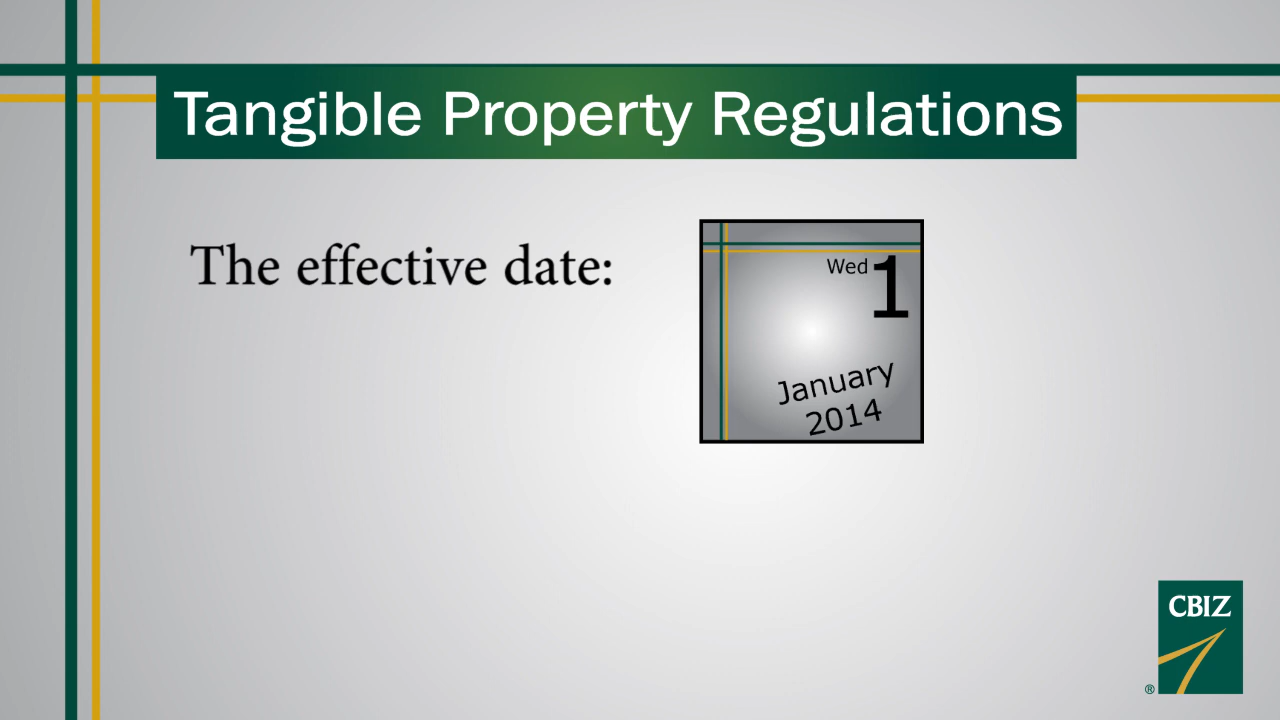 Tangible Property Regulations
The effective date:
Wed 1
January
2014
CBIZ
®